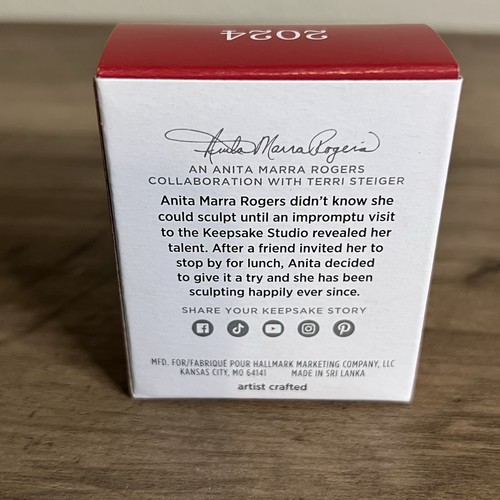 2024
Anita Marra Rogers
AN ANITA MARRA ROGERS
COLLABORATION WITH TERRI STEIGER
Anita Marra Rogers didn't know she
could sculpt until an impromptu visit
to the Keepsake Studio revealed her
talent. After a friend invited her to
stop by for lunch, Anita decided
to give it a try and she has been
sculpting happily ever since.
SHARE YOUR KEEPSAKE STORY
MFD. FOR/FABRIQUÉ POUR HALLMARK MARKETING COMPANY, LLC
KANSAS CITY, MO 64141 MADE IN SRI LANKA
artist crafted